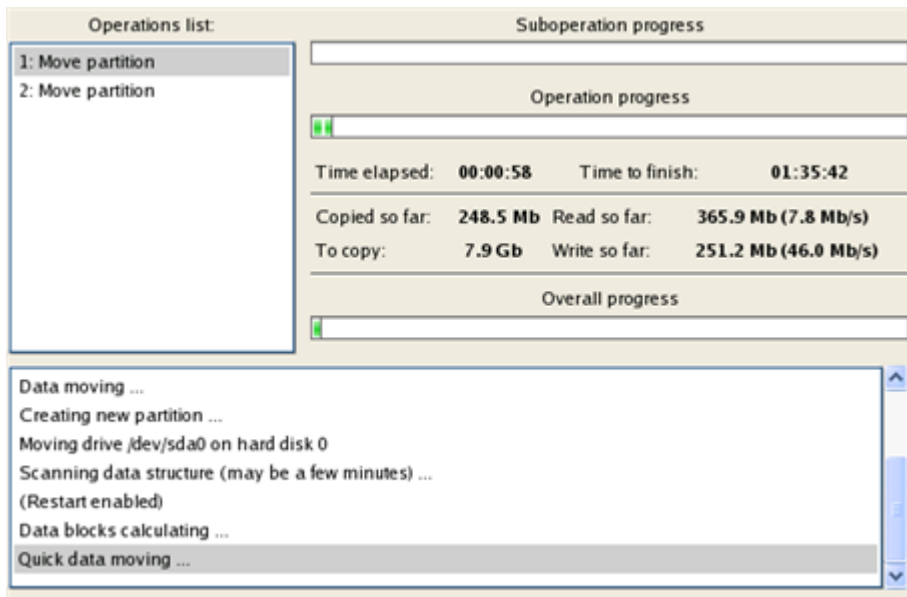 Operations list:
1: Move partition
2: Move partition
Suboperation progress
Operation progress
Time elapsed: 00:00:58 Time to finish: 01:35:42
Copied so far: 248.5 Mb Read so far: 365.9 Mb (7.8 Mb/s)
To copy: 7.9 Gb Write so far: 251.2 Mb (46.0 Mb/s)
Overall progress
Data moving ...
Creating new partition ...
Moving drive /dev/sda0 on hard disk 0
Scanning data structure (may be a few minutes) ...
(Restart enabled)
Data blocks calculating ...
Quick data moving ...